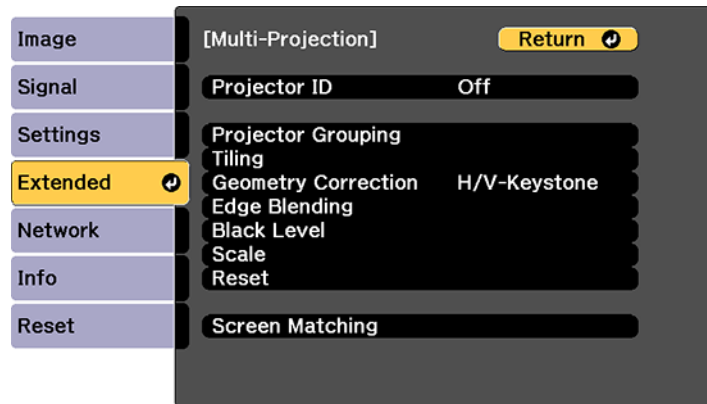 Image
Signal
Settings
Extended
Network
Info
Reset
[Multi-Projection] Return
Projector ID Off
Projector Grouping
Tiling
Geometry Correction H/V-Keystone
Edge Blending
Black Level
Scale
Reset
Screen Matching